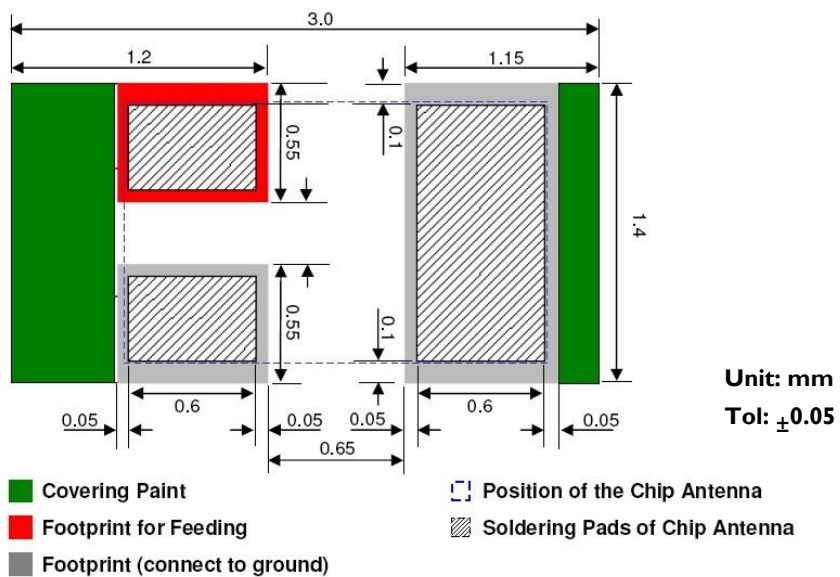 3.0
1.2
1.15
0.55
0.1
1.4
0.55
0.1
Unit: mm
Tol: ±0.05
0.05
0.6
0.05
0.05
0.6
0.05
0.65
Covering Paint
Position of the Chip Antenna
Footprint for Feeding
Soldering Pads of Chip Antenna
Footprint (connect to ground)